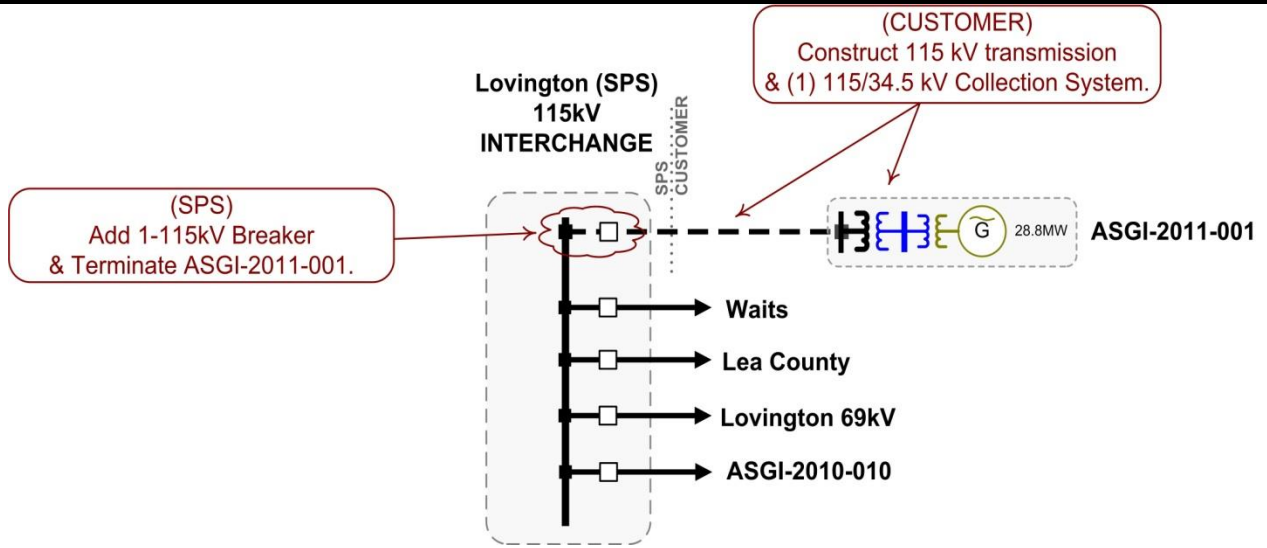 (CUSTOMER)
Construct 115 kV transmission
& (1) 115/34.5 kV Collection System.
Lovington (SPS)
115kV
INTERCHANGE
SPS
CUSTOMER
(SPS)
Add 1-115kV Breaker
& Terminate ASGI-2011-001.
G
28.8MW
ASGI-2011-001
Waits
Lea County
Lovington 69kV
ASGI-2010-010